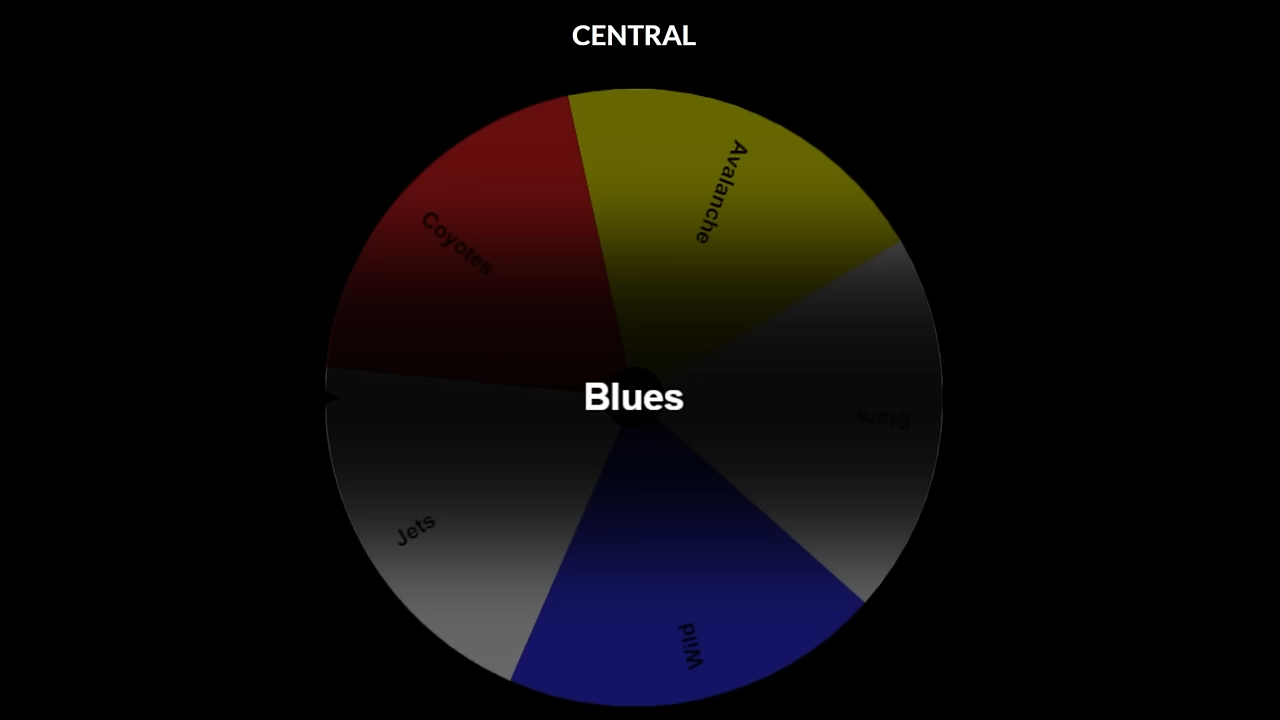 CENTRAL
Avalanche
Coyotes
Blues
Stars
Jets
Wild